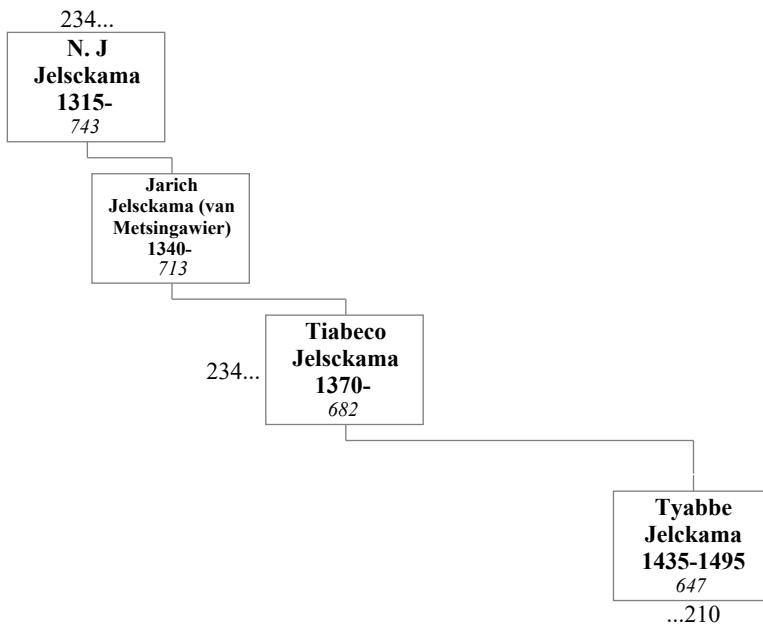 234...
N. J
Jelsckama
1315-
743
Jarich
Jelsckama (van
Metsingawier)
1340-
713
Tiabeco
Jelsckama
1370-
682
234...
Tyabbe
Jelckama
1435-1495
647
...210